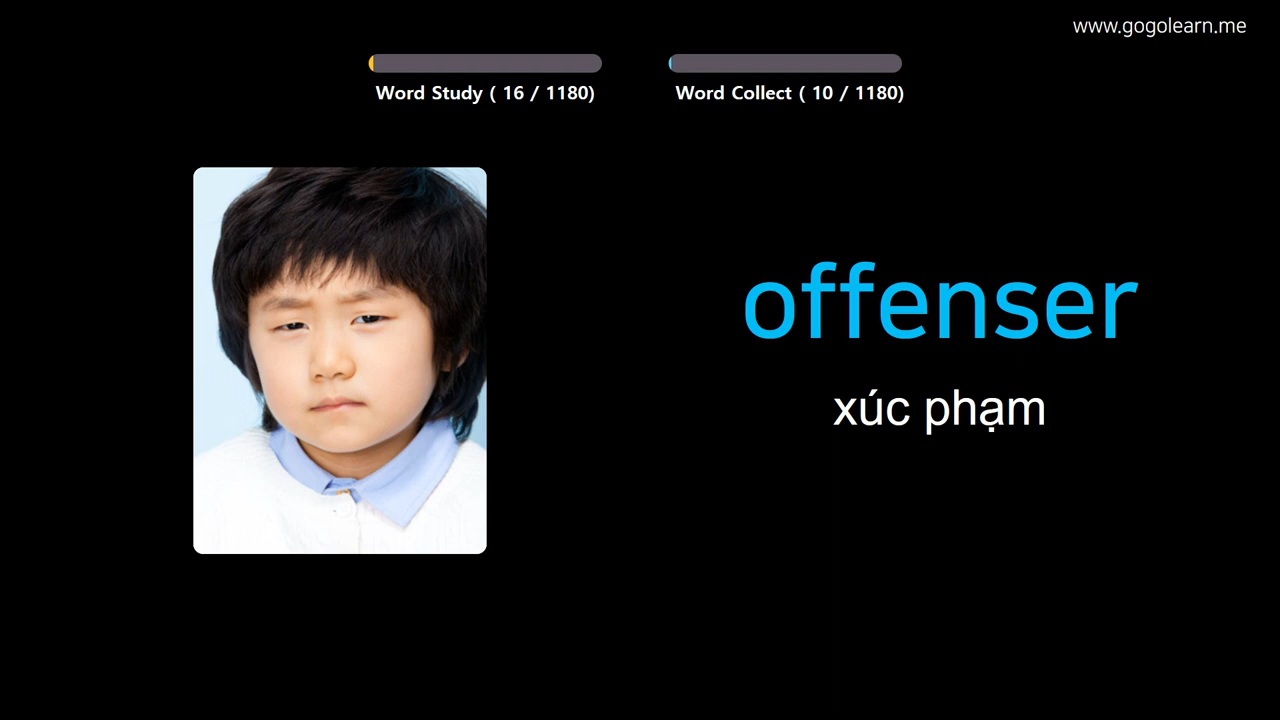 www.gogolearn.me
Word Study ( 16 / 1180)
Word Collect ( 10 / 1180)
offenser
xúc phạm